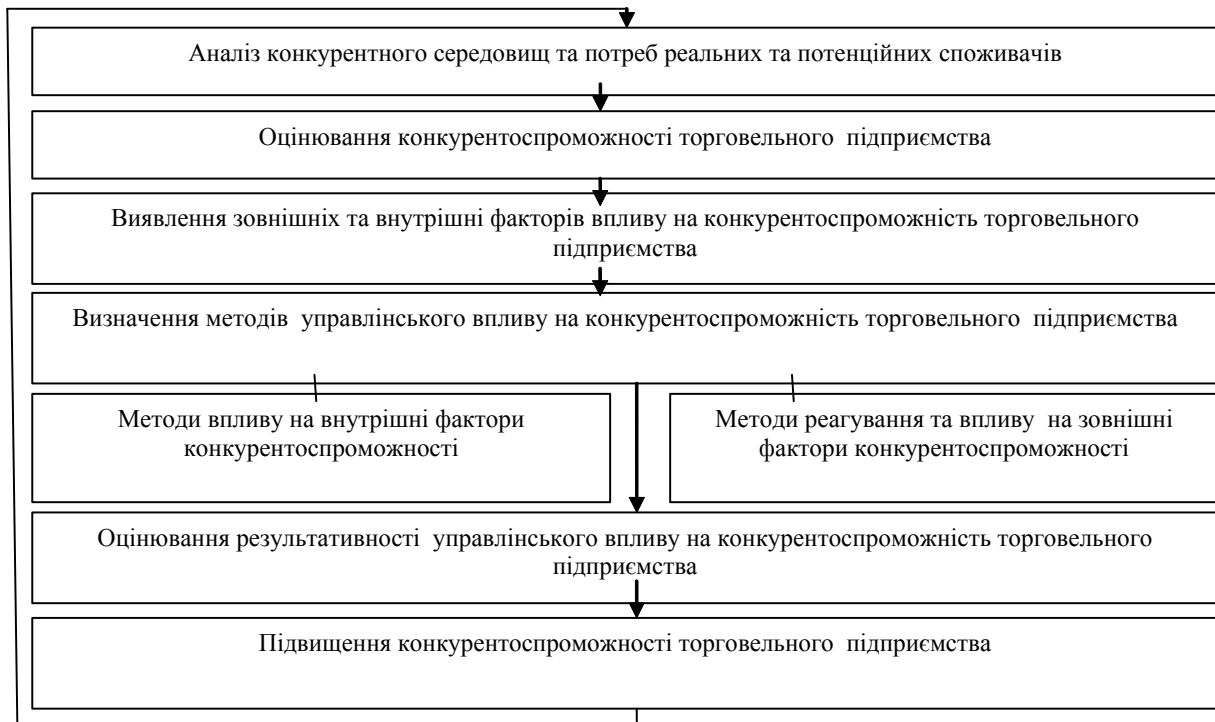 Аналіз конкурентного середовищ та потреб реальних та потенційних споживачів
Оцінювання конкурентоспроможності торговельного  підприємства
Виявлення зовнішніх та внутрішні факторів впливу на конкурентоспроможність торговельного
підприємства
Визначення методів  управлінського впливу на конкурентоспроможність торговельного  підприємства
Методи впливу на внутрішні фактори
конкурентоспроможності
Методи реагування та впливу  на зовнішні
фактори конкурентоспроможності
Оцінювання результативності  управлінського впливу на конкурентоспроможність торговельного
підприємства
Підвищення конкурентоспроможності торговельного  підприємства